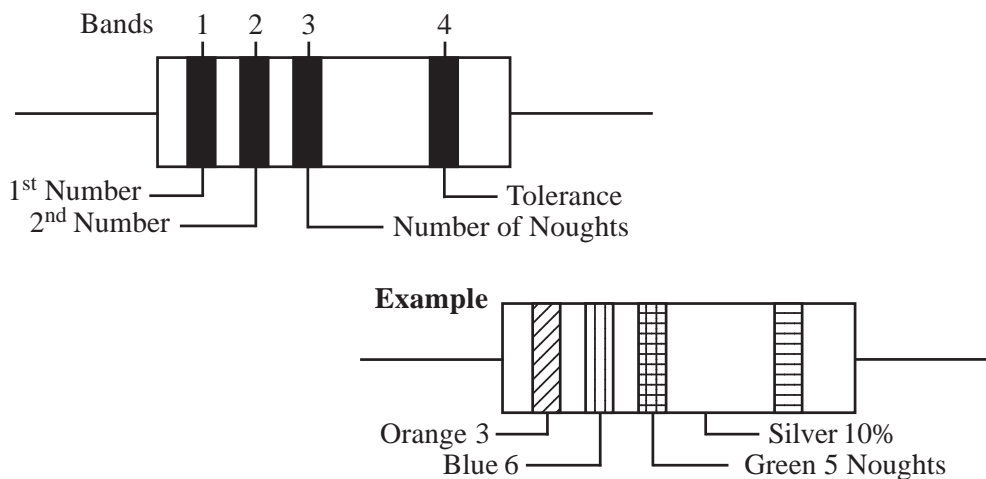 Bands 1 2 3 4
1st Number
Tolerance
2nd Number
Number of Noughts
Example
Orange 3
Silver 10%
Blue 6
Green 5 Noughts